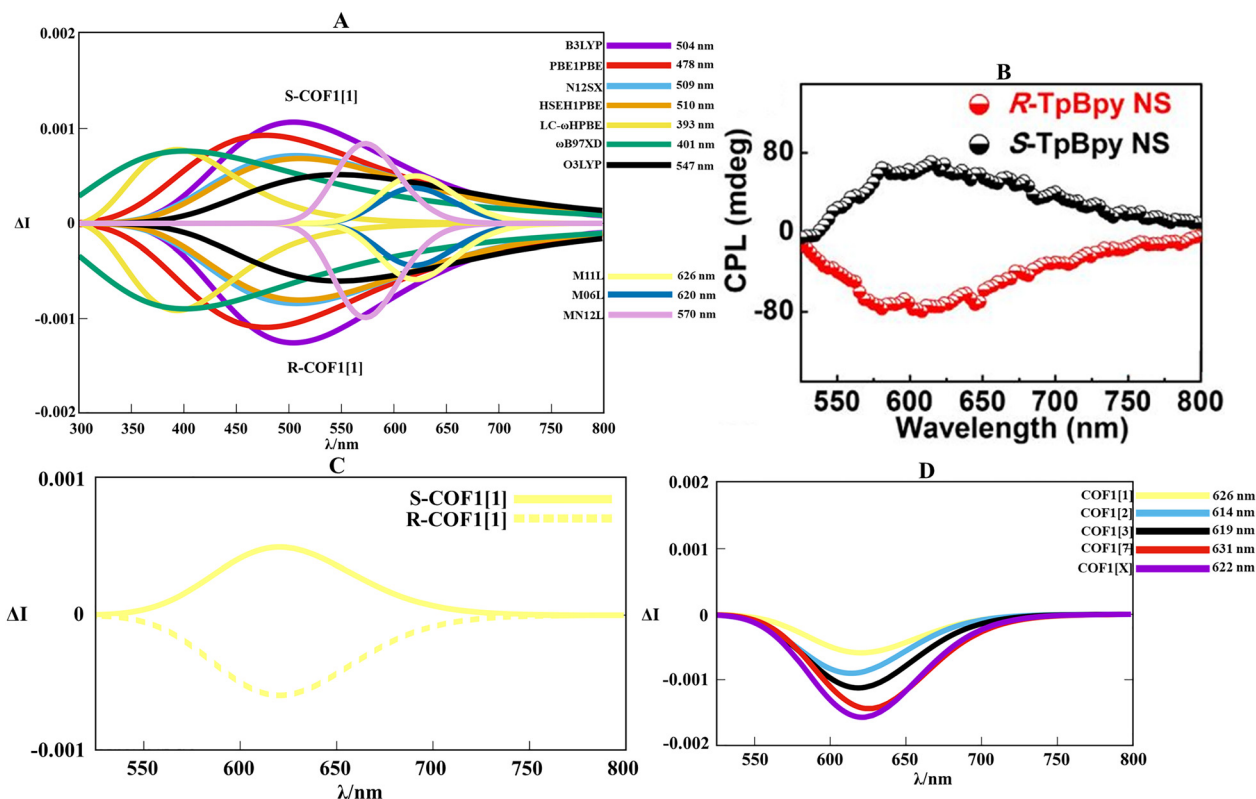 A
0.002
0.001
0
-0.001
-0.002
ΔI
S-COF1[1]
R-COF1[1]
B3LYP 504 nm
PBE1PBE 478 nm
N12SX 509 nm
HSEH1PBE 510 nm
LC-ωHPBE 393 nm
ωB97XD 401 nm
O3LYP 547 nm
M11L 626 nm
M06L 620 nm
MN12L 570 nm
300 350 400 450 500 550 600 650 700 750 800
λ/nm
B
R-TpBpy NS
S-TpBpy NS
CPL (mdeg)
80
0
-80
550 600 650 700 750 800
Wavelength (nm)
C
0.001
0
-0.001
ΔI
S-COF1[1]
R-COF1[1]
550 600 650 700 750 800
λ/nm
D
0.002
0.001
0
-0.001
-0.002
ΔI
COF1[1] 626 nm
COF1[2] 614 nm
COF1[3] 619 nm
COF1[7] 631 nm
COF1[X] 622 nm
550 600 650 700 750 800
λ/nm